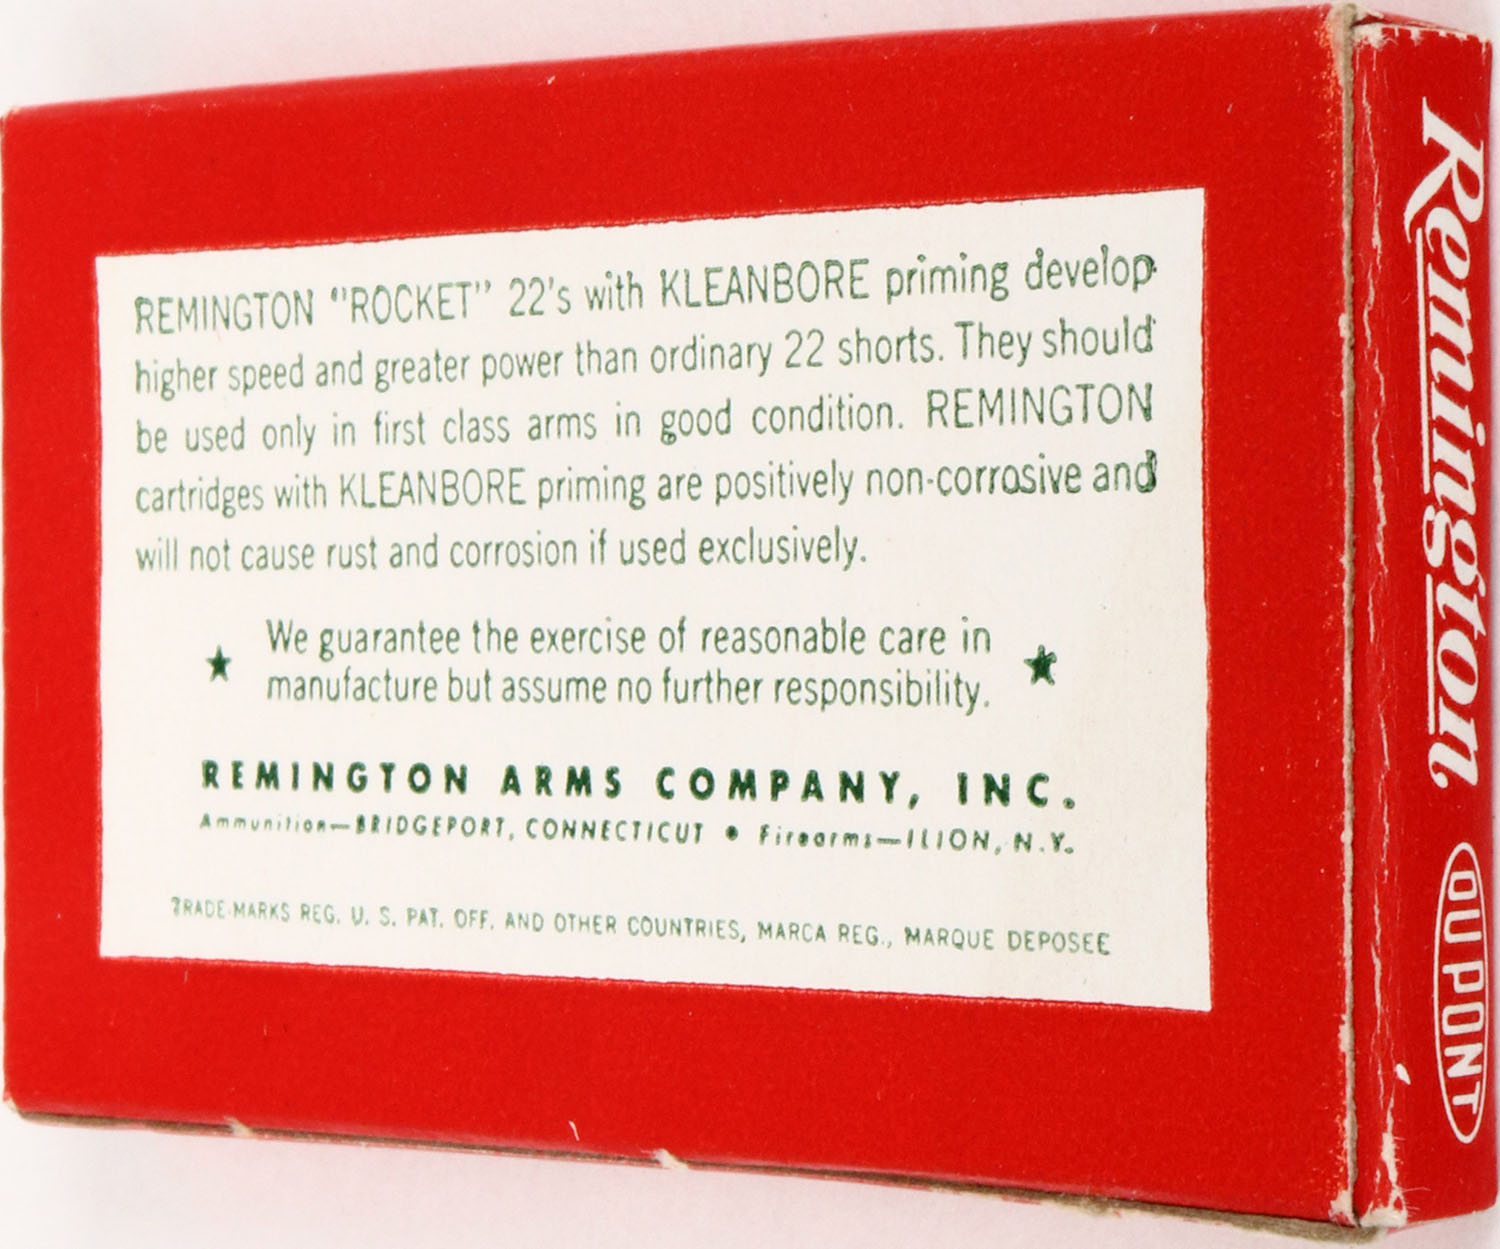 REMINGTON "ROCKET" 22's with KLEANBORE priming develop
higher speed and greater power than ordinary 22 shorts. They should
be used only in first class arms in good condition. REMINGTON
cartridges with KLEANBORE priming are positively non-corrosive and
will not cause rust and corrosion if used exclusively.
★ We guarantee the exercise of reasonable care in ★
manufacture but assume no further responsibility.
REMINGTON ARMS COMPANY, INC.
Ammunition—BRIDGEPORT, CONNECTICUT • Firearms—ILION, N.Y.
TRADE-MARKS REG. U. S. PAT. OFF. AND OTHER COUNTRIES, MARCA REG., MARQUE DEPOSEE
Remington
DU PONT